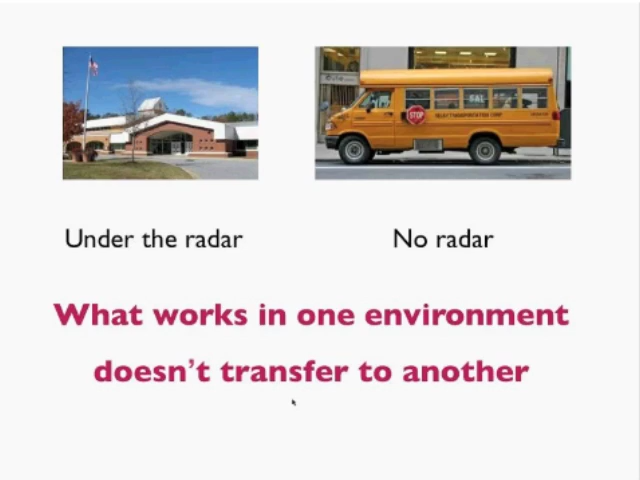 STOP
Under the radar
No radar
What works in one environment
doesn't transfer to another